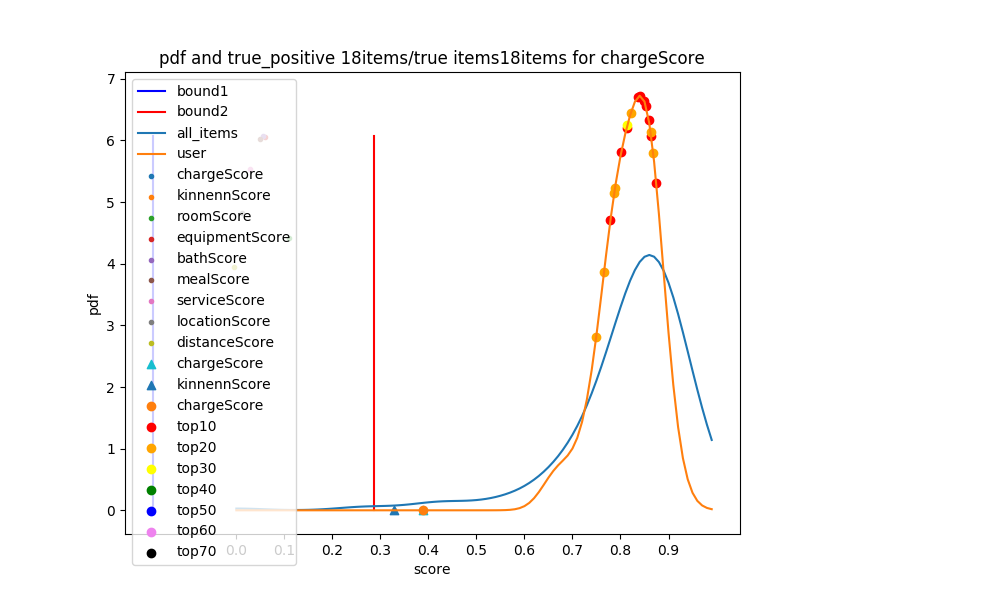 pdf and true_positive 18items/true items18items for chargeScore
pdf
7
6
5
4
3
2
1
0
bound1
bound2
all_items
user
chargeScore
kinnennScore
roomScore
equipmentScore
bathScore
mealScore
serviceScore
locationScore
distanceScore
chargeScore
kinnennScore
chargeScore
top10
top20
top30
top40
top50
top60
top70
0.0 0.1 0.2 0.3 0.4 0.5 0.6 0.7 0.8 0.9
score